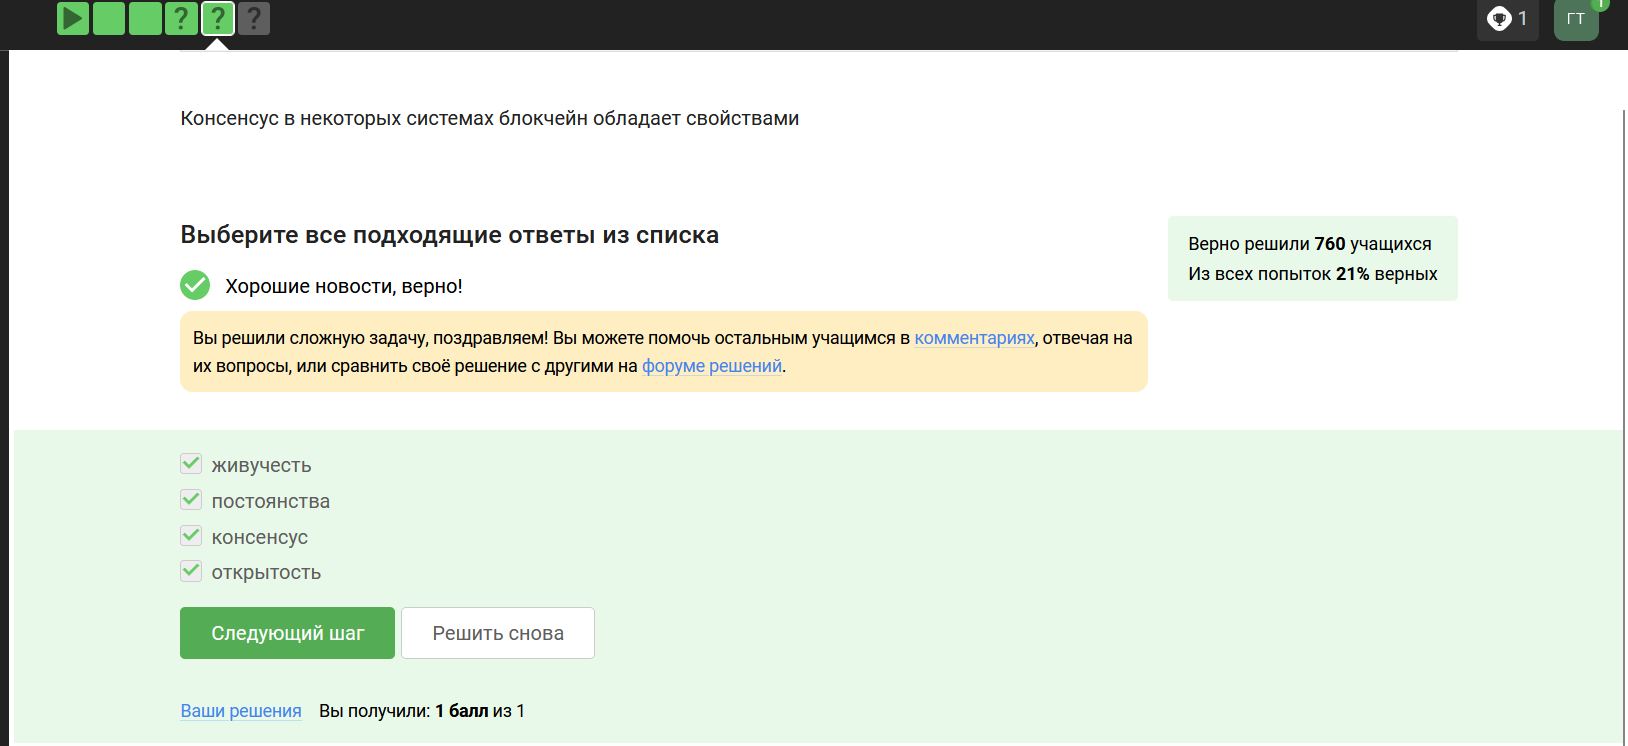 ? ? ?
1
ГТ
1
Консенсус в некоторых системах блокчейн обладает свойствами
Выберите все подходящие ответы из списка
Верно решили 760 учащихся
Из всех попыток 21% верных
Хорошие новости, верно!
Вы решили сложную задачу, поздравляем! Вы можете помочь остальным учащимся в комментариях, отвечая на
их вопросы, или сравнить своё решение с другими на форуме решений.
живучесть
постоянства
консенсус
открытость
Следующий шаг
Решить снова
Ваши решения Вы получили: 1 балл из 1